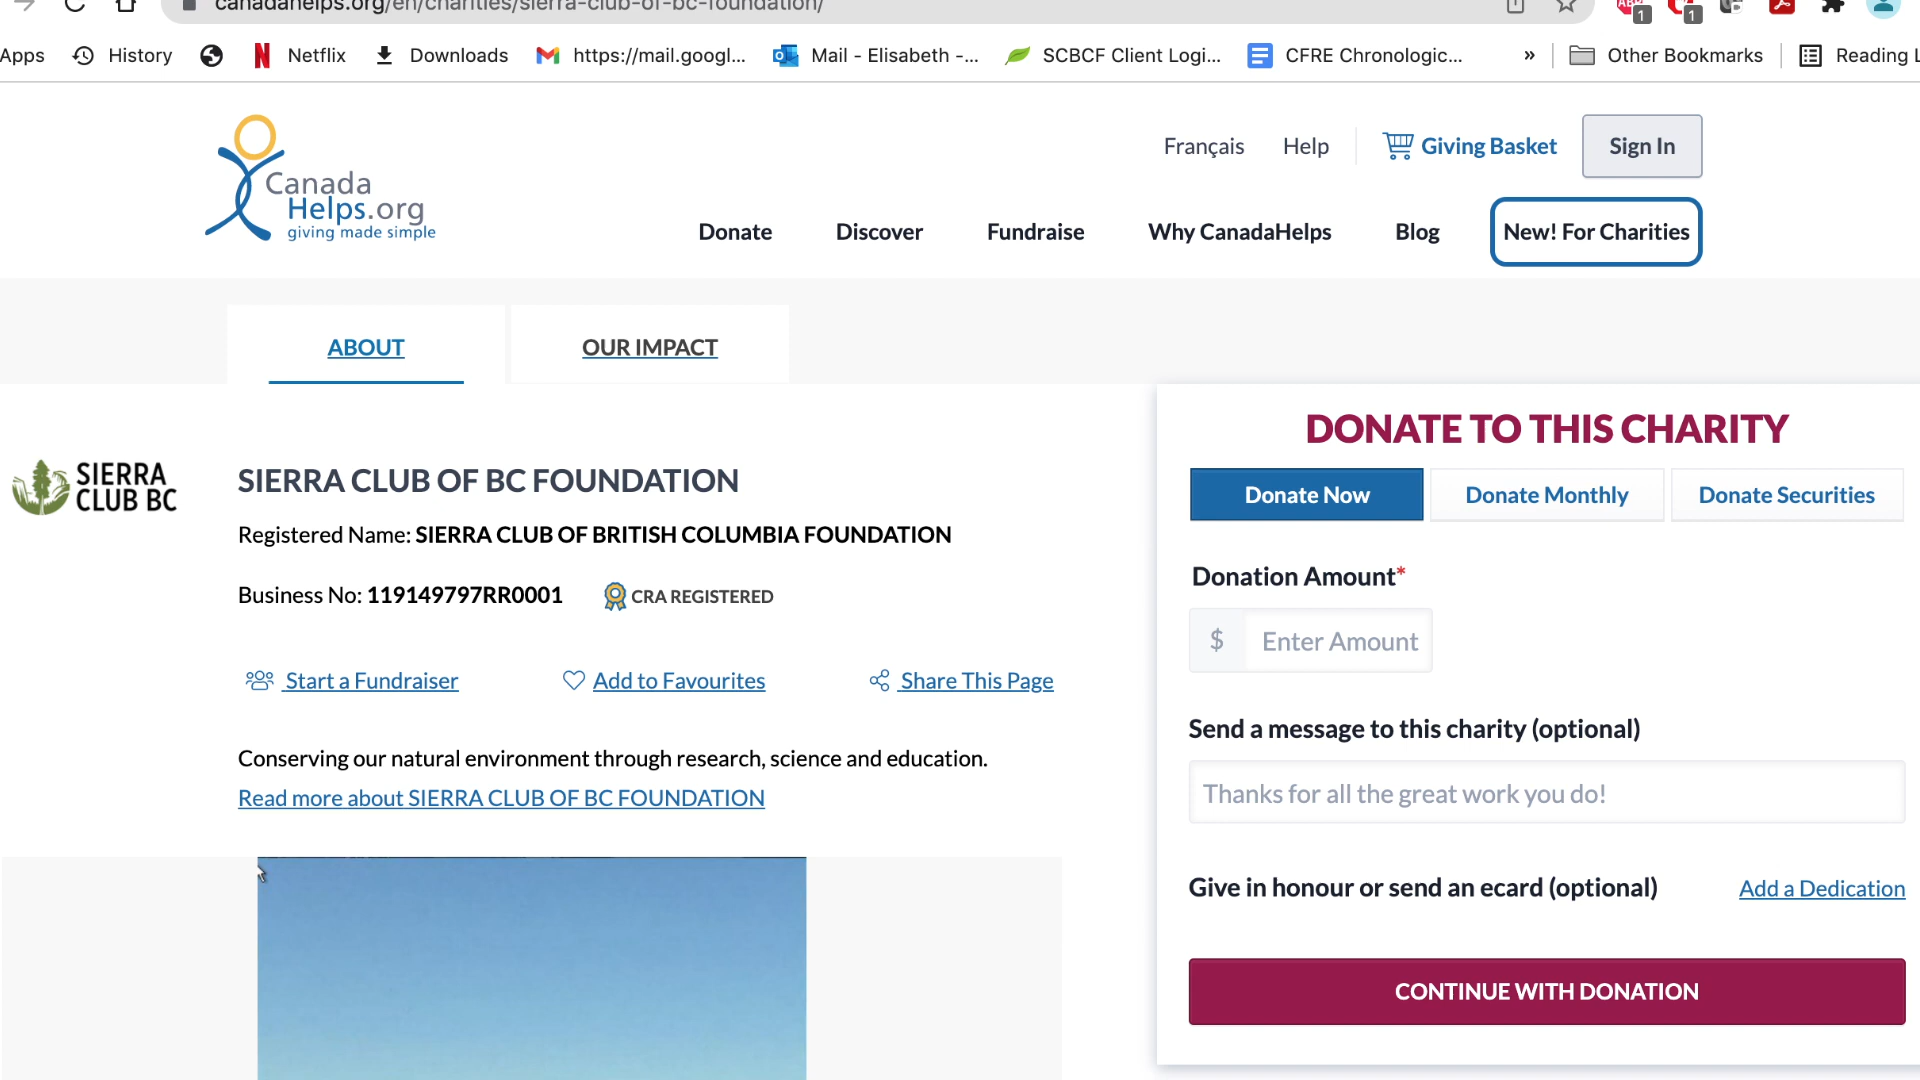 canadahelps.org/en/charities/sierra-club-of-bc-foundation/
1 1
Apps History Netflix Downloads https://mail.googl... Mail - Elisabeth -... SCBCF Client Logi... CFRE Chronologic... » Other Bookmarks Reading L
Canada
Helps.org
giving made simple
Français Help Giving Basket Sign In
Donate Discover Fundraise Why CanadaHelps Blog New! For Charities
ABOUT OUR IMPACT
SIERRA
CLUB BC
SIERRA CLUB OF BC FOUNDATION
Registered Name: SIERRA CLUB OF BRITISH COLUMBIA FOUNDATION
Business No: 119149797RR0001 CRA REGISTERED
Start a Fundraiser Add to Favourites Share This Page
Conserving our natural environment through research, science and education.
Read more about SIERRA CLUB OF BC FOUNDATION
DONATE TO THIS CHARITY
Donate Now Donate Monthly Donate Securities
Donation Amount*
$ Enter Amount
Send a message to this charity (optional)
Thanks for all the great work you do!
Give in honour or send an ecard (optional) Add a Dedication
CONTINUE WITH DONATION